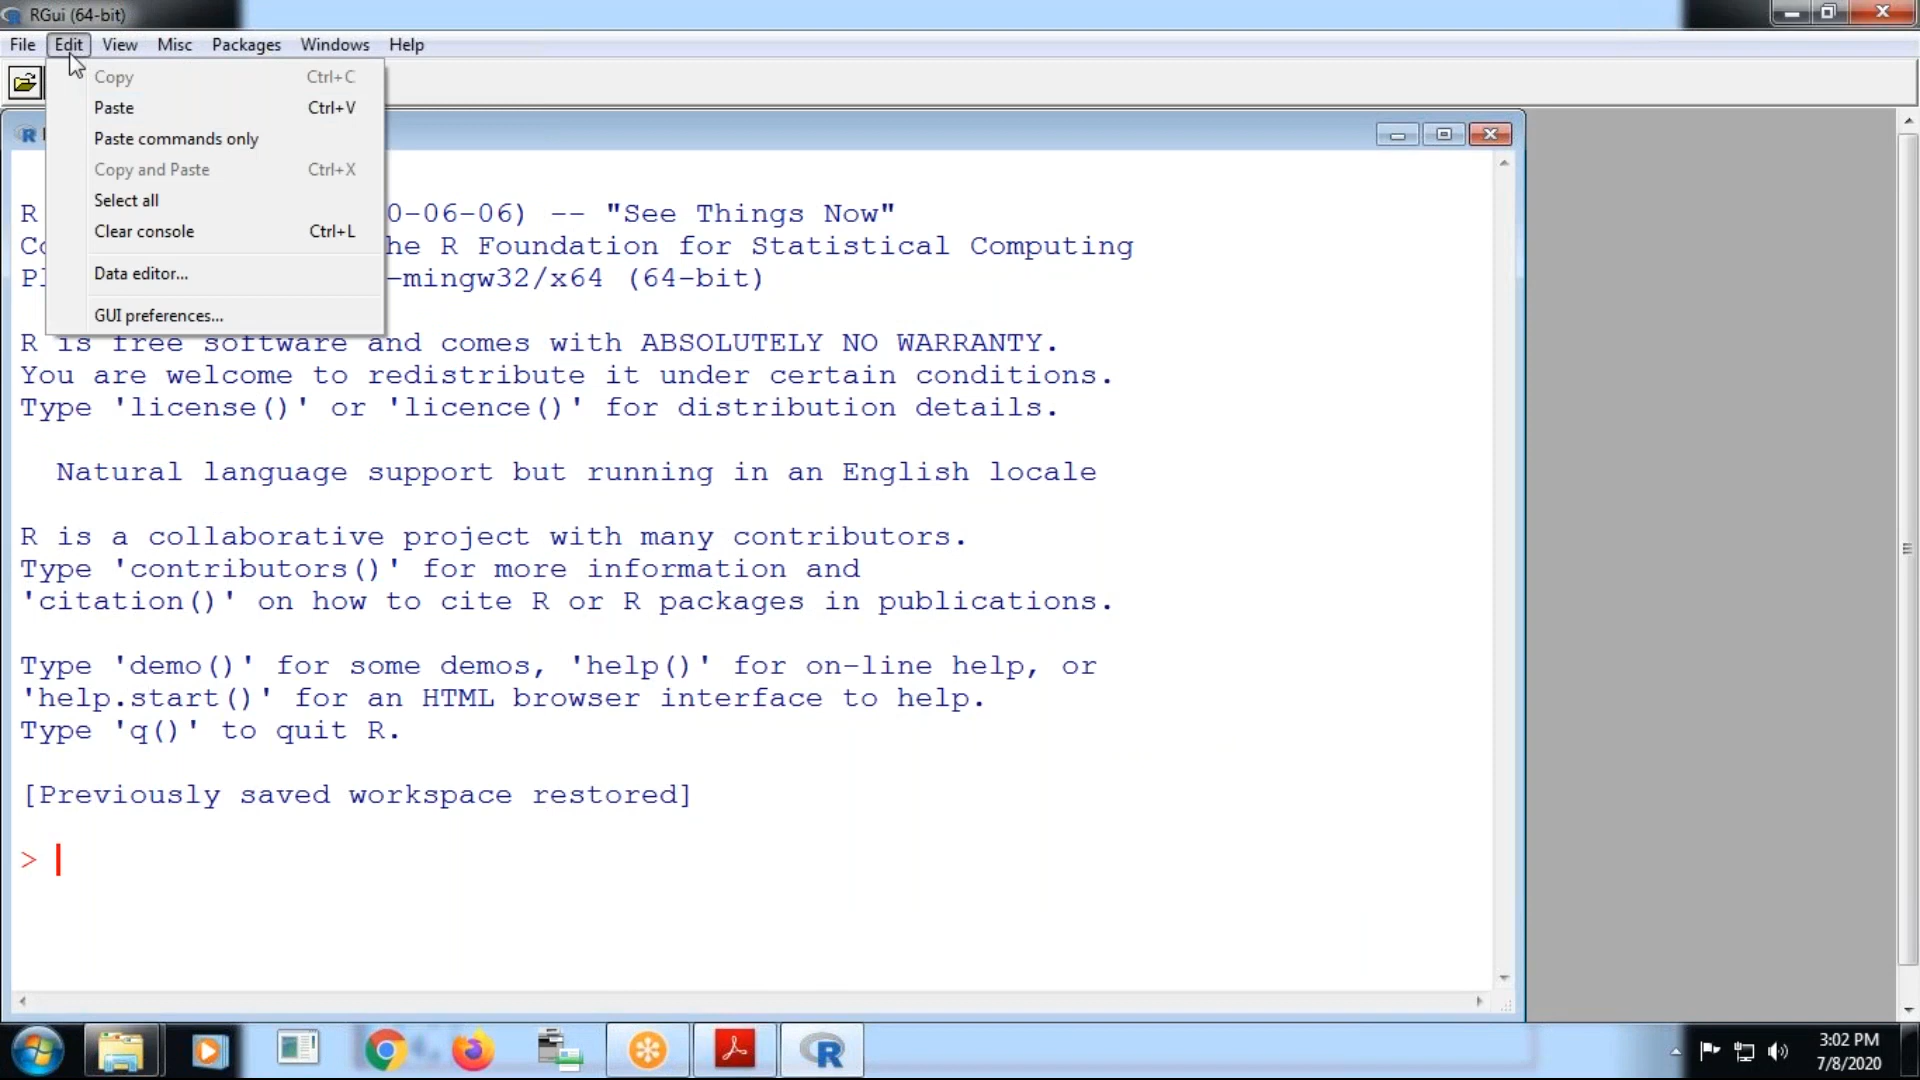 RGui (64-bit)
File Edit View Misc Packages Windows Help
Copy Ctrl+C
Paste Ctrl+V
Paste commands only
Copy and Paste Ctrl+X
Select all
Clear console Ctrl+L
Data editor...
GUI preferences...
R 0-06-06) -- "See Things Now"
Co he R Foundation for Statistical Computing
Pl -mingw32/x64 (64-bit)
R is free software and comes with ABSOLUTELY NO WARRANTY.
You are welcome to redistribute it under certain conditions.
Type 'license()' or 'licence()' for distribution details.
Natural language support but running in an English locale
R is a collaborative project with many contributors.
Type 'contributors()' for more information and
'citation()' on how to cite R or R packages in publications.
Type 'demo()' for some demos, 'help()' for on-line help, or
'help.start()' for an HTML browser interface to help.
Type 'q()' to quit R.
[Previously saved workspace restored]
>
3:02 PM
7/8/2020